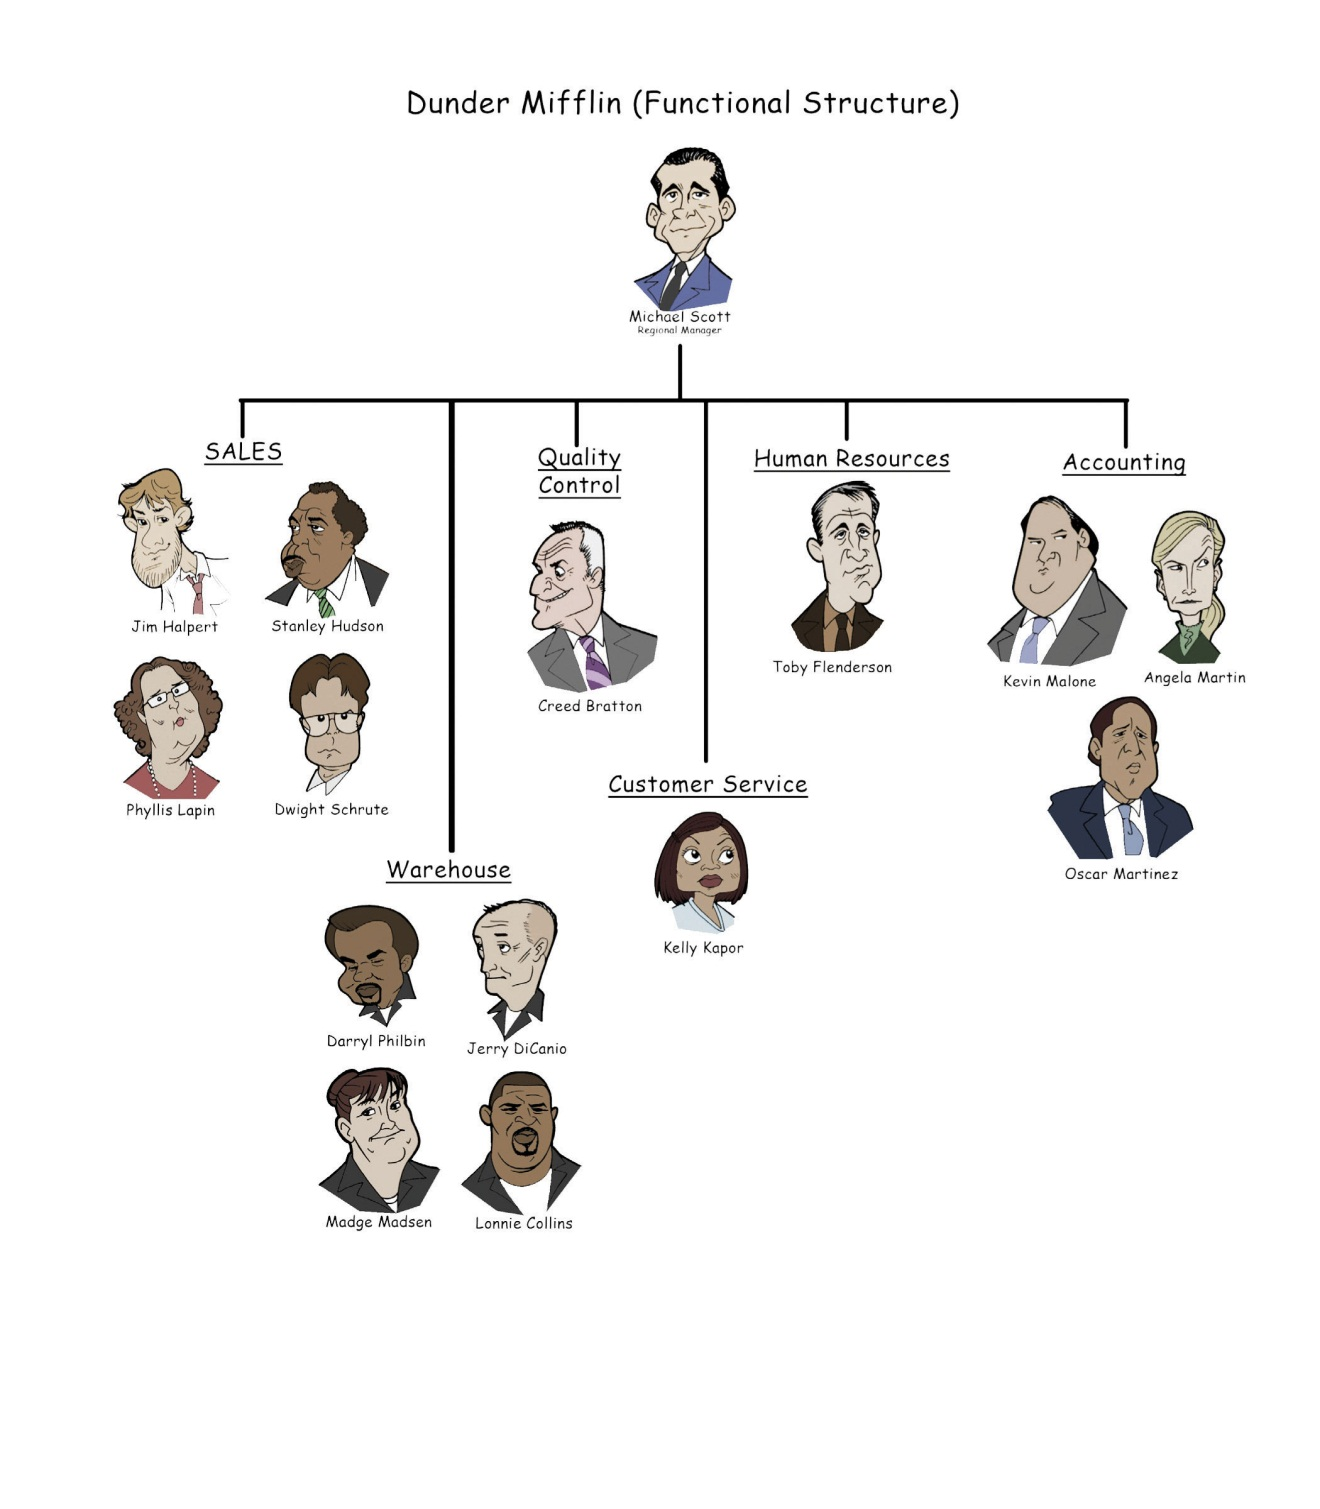 Dunder Mifflin (Functional Structure)
Michael Scott
Regional Manager
SALES
Jim Halpert
Stanley Hudson
Phyllis Lapin
Dwight Schrute
Warehouse
Darryl Philbin
Jerry DiCanio
Madge Madsen
Lonnie Collins
Quality
Control
Creed Bratton
Customer Service
Kelly Kapor
Human Resources
Toby Flenderson
Accounting
Kevin Malone
Angela Martin
Oscar Martinez